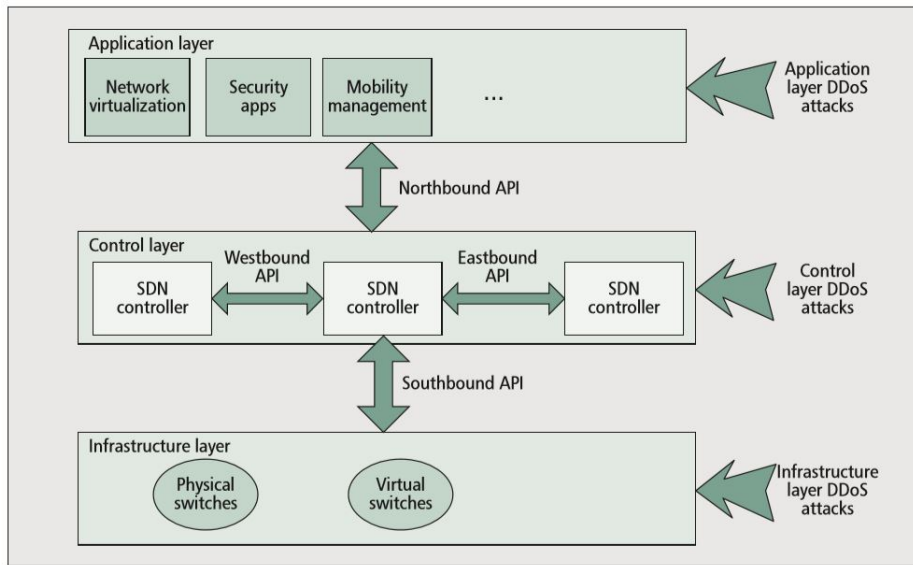 Application layer
Network
virtualization
Security
apps
Mobility
management
...
Application
layer DDoS
attacks
Northbound API
Control layer
SDN
controller
Westbound
API
SDN
controller
Eastbound
API
SDN
controller
Control
layer DDoS
attacks
Southbound API
Infrastructure layer
Physical
switches
Virtual
switches
Infrastructure
layer DDoS
attacks